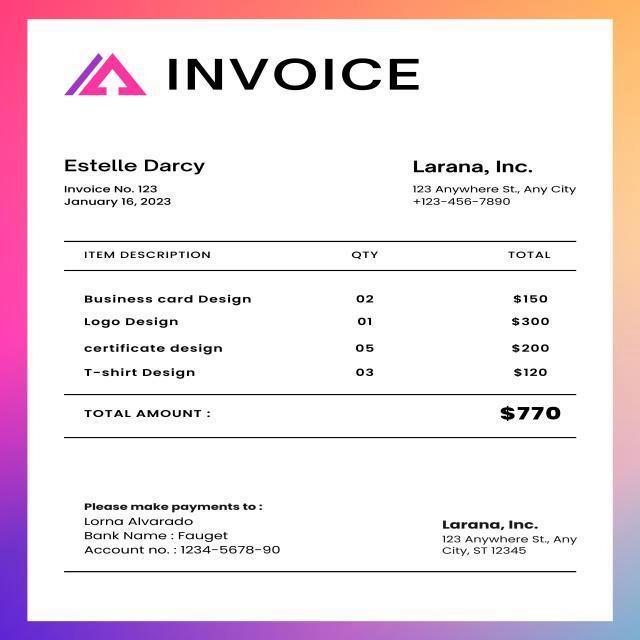 INVOICE
Estelle Darcy
Invoice No. 123
January 16, 2023
Larana, Inc.
123 Anywhere St., Any City
+123-456-7890
ITEM DESCRIPTION QTY TOTAL
Business card Design 02 $150
Logo Design 01 $300
certificate design 05 $200
T-shirt Design 03 $120
TOTAL AMOUNT : $770
Please make payments to :
Lorna Alvarado
Bank Name : Fauget
Account no. : 1234-5678-90
Larana, Inc.
123 Anywhere St., Any
City, ST 12345